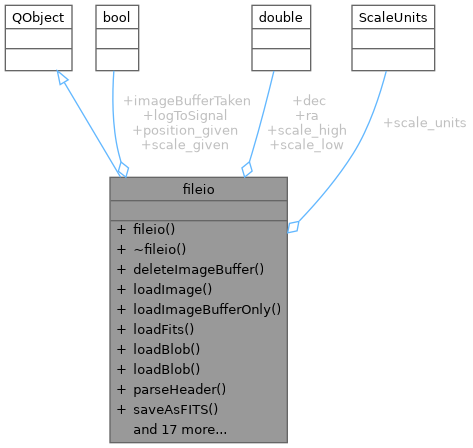 QObject
bool
double
ScaleUnits
+imageBufferTaken
+logToSignal
+position_given
+scale_given
+dec
+ra
+scale_high
+scale_low
+scale_units
fileio
+ fileio()
+ ~fileio()
+ deleteImageBuffer()
+ loadImage()
+ loadImageBufferOnly()
+ loadFits()
+ loadBlob()
+ loadBlob()
+ parseHeader()
+ saveAsFITS()
and 17 more...